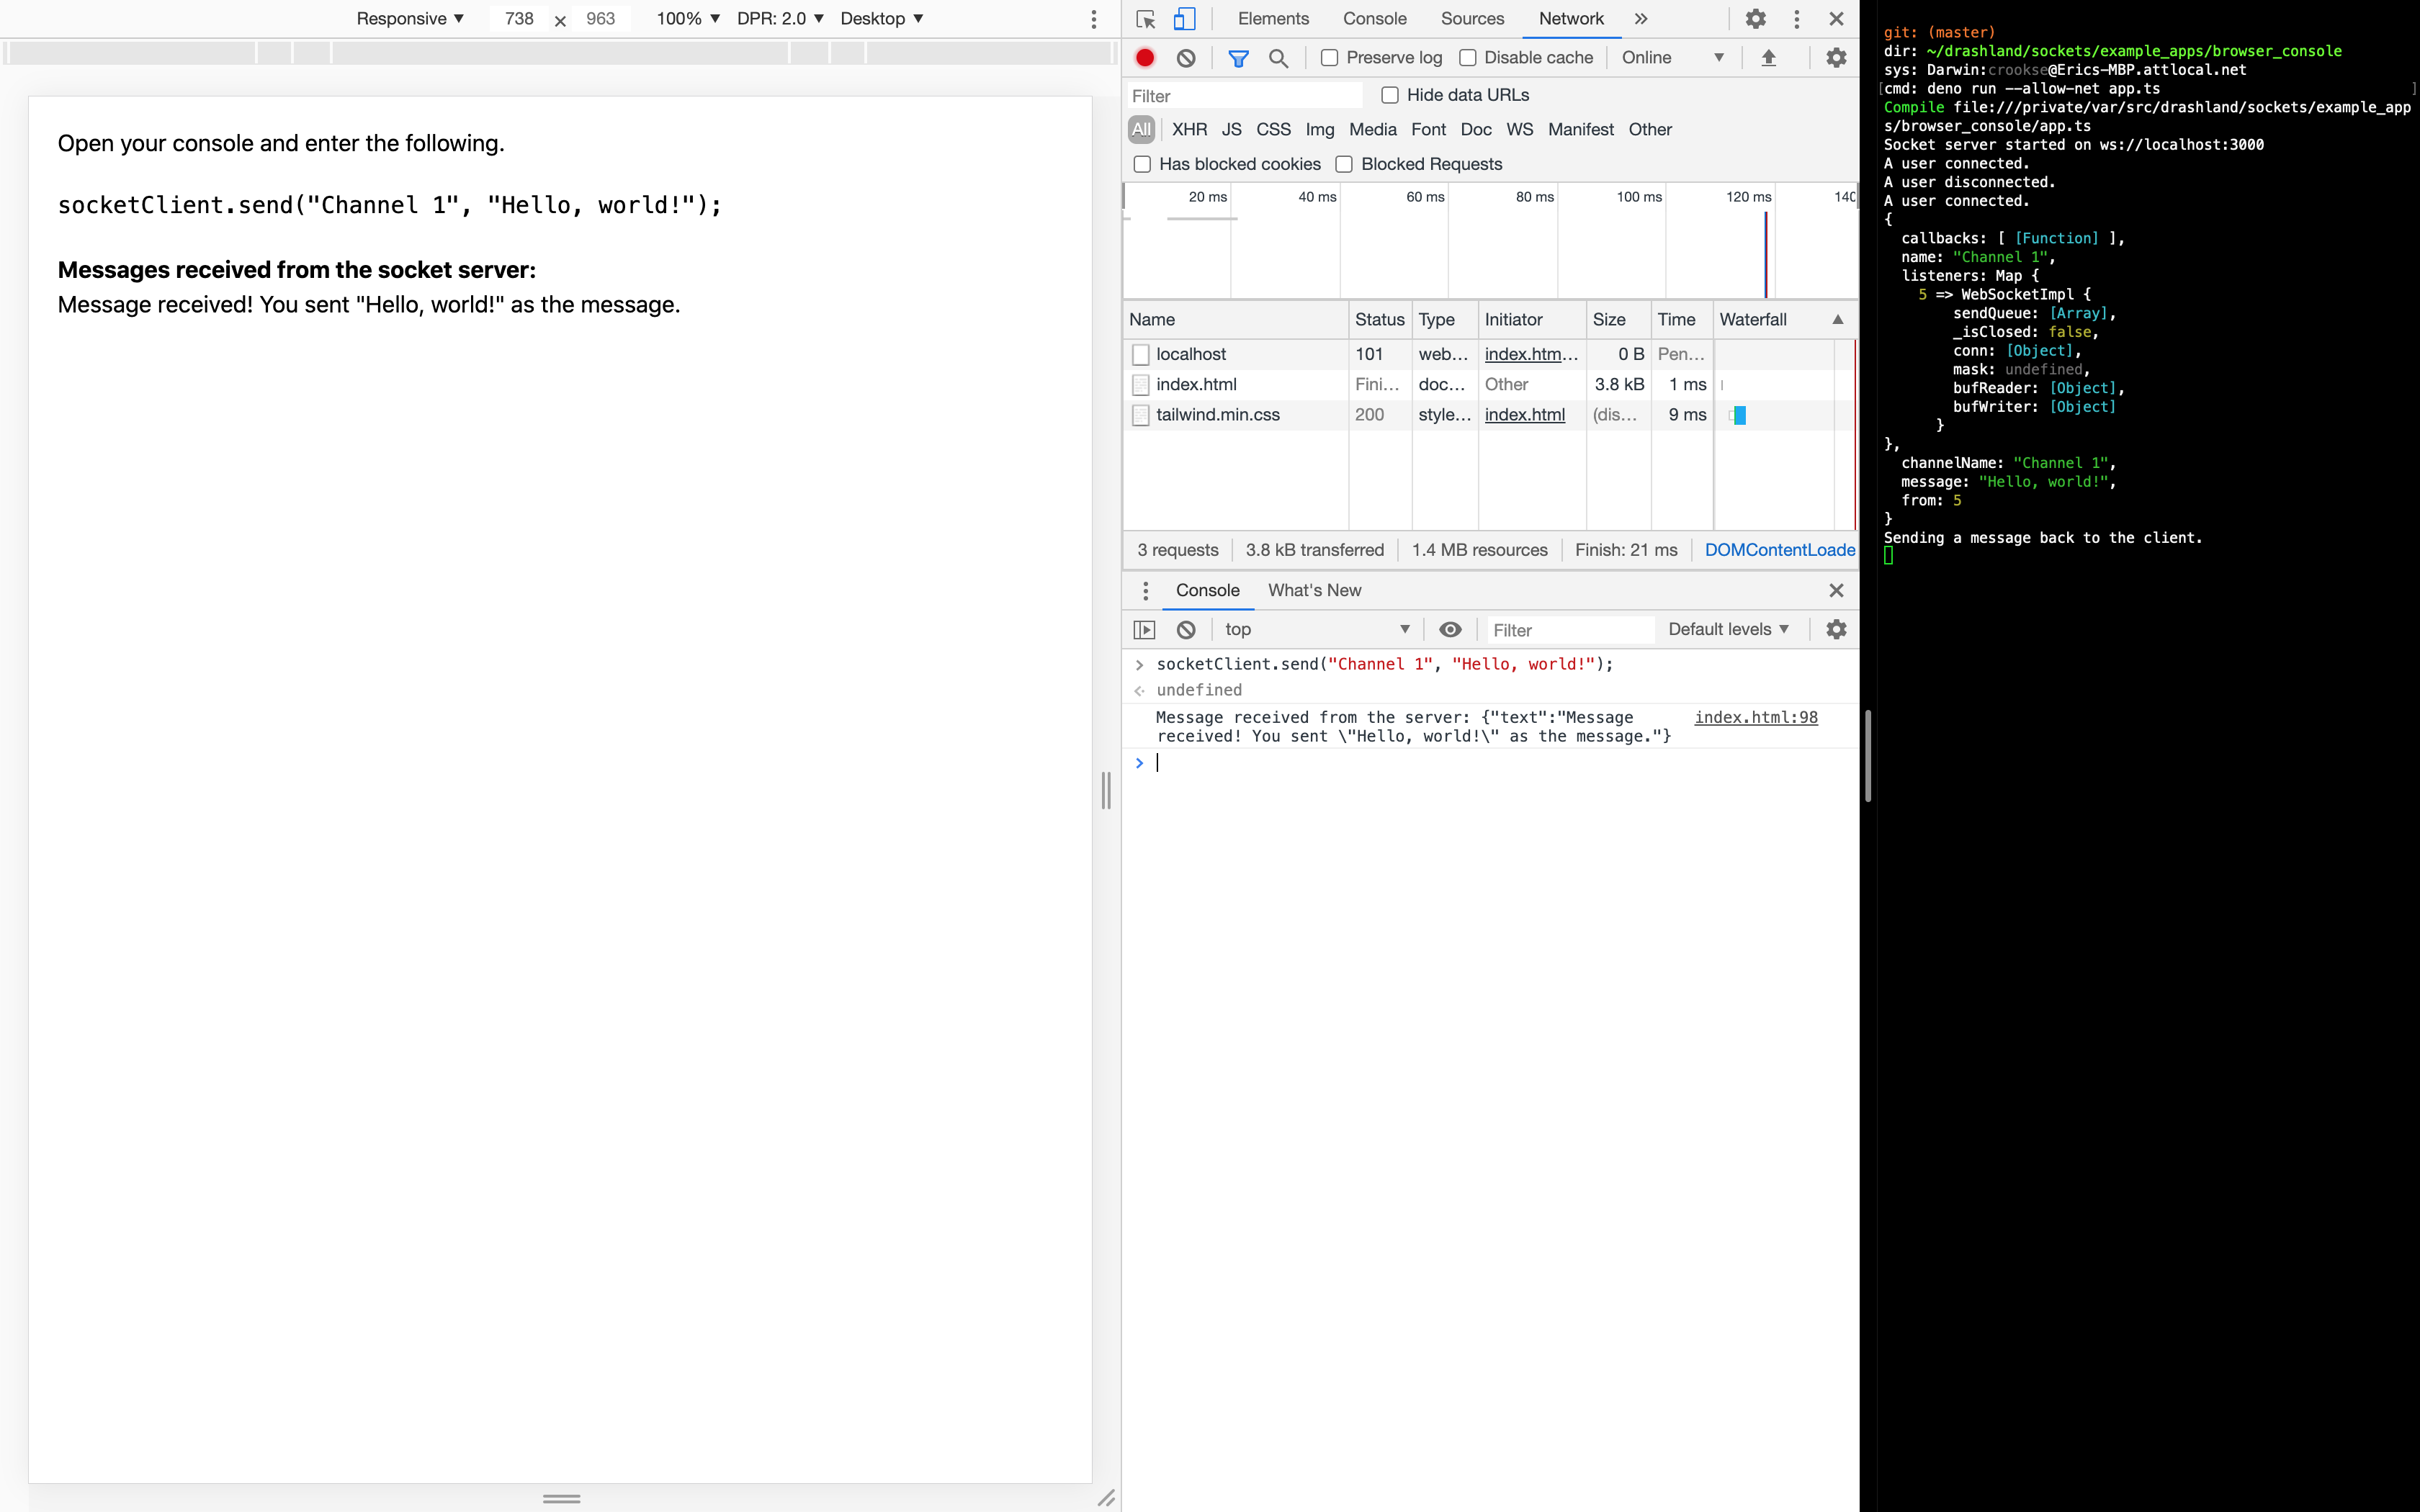 Responsive ▼ 738 × 963 100% ▼ DPR: 2.0 ▼ Desktop ▼
Open your console and enter the following.
socketClient.send("Channel 1", "Hello, world!");
Messages received from the socket server:
Message received! You sent "Hello, world!" as the message.
Elements Console Sources Network »
Preserve log Disable cache Online ▼
Filter Hide data URLs
All XHR JS CSS Img Media Font Doc WS Manifest Other
Has blocked cookies Blocked Requests
20 ms 40 ms 60 ms 80 ms 100 ms 120 ms 140
Name Status Type Initiator Size Time Waterfall ▲
localhost 101 web… index.htm… 0 B Pen…
index.html Fini… doc… Other 3.8 kB 1 ms
tailwind.min.css 200 style… index.html (dis… 9 ms
3 requests 3.8 kB transferred 1.4 MB resources Finish: 21 ms DOMContentLoade
Console What's New
top ▼ Filter Default levels ▼
> socketClient.send("Channel 1", "Hello, world!");
undefined
Message received from the server: {"text":"Message index.html:98
received! You sent \"Hello, world!\" as the message."}
>
git: (master)
dir: ~/drashland/sockets/example_apps/browser_console
sys: Darwin:crookse@Erics-MBP.attlocal.net
[cmd: deno run --allow-net app.ts ]
Compile file:///private/var/src/drashland/sockets/example_app
s/browser_console/app.ts
Socket server started on ws://localhost:3000
A user connected.
A user disconnected.
A user connected.
{
callbacks: [ [Function] ],
name: "Channel 1",
listeners: Map {
5 => WebSocketImpl {
sendQueue: [Array],
_isClosed: false,
conn: [Object],
mask: undefined,
bufReader: [Object],
bufWriter: [Object]
}
},
channelName: "Channel 1",
message: "Hello, world!",
from: 5
}
Sending a message back to the client.